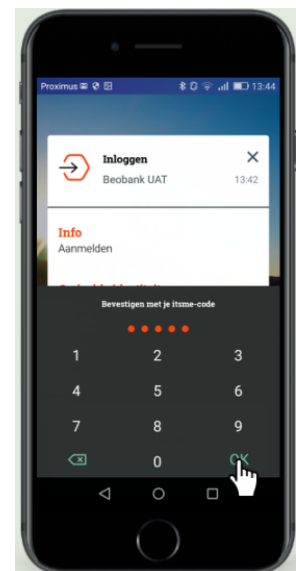 Proximus 13:44
Inloggen
Beobank UAT 13:42
Info
Aanmelden
Bevestigen met je itsme-code
1 2 3
4 5 6
7 8 9
0 OK